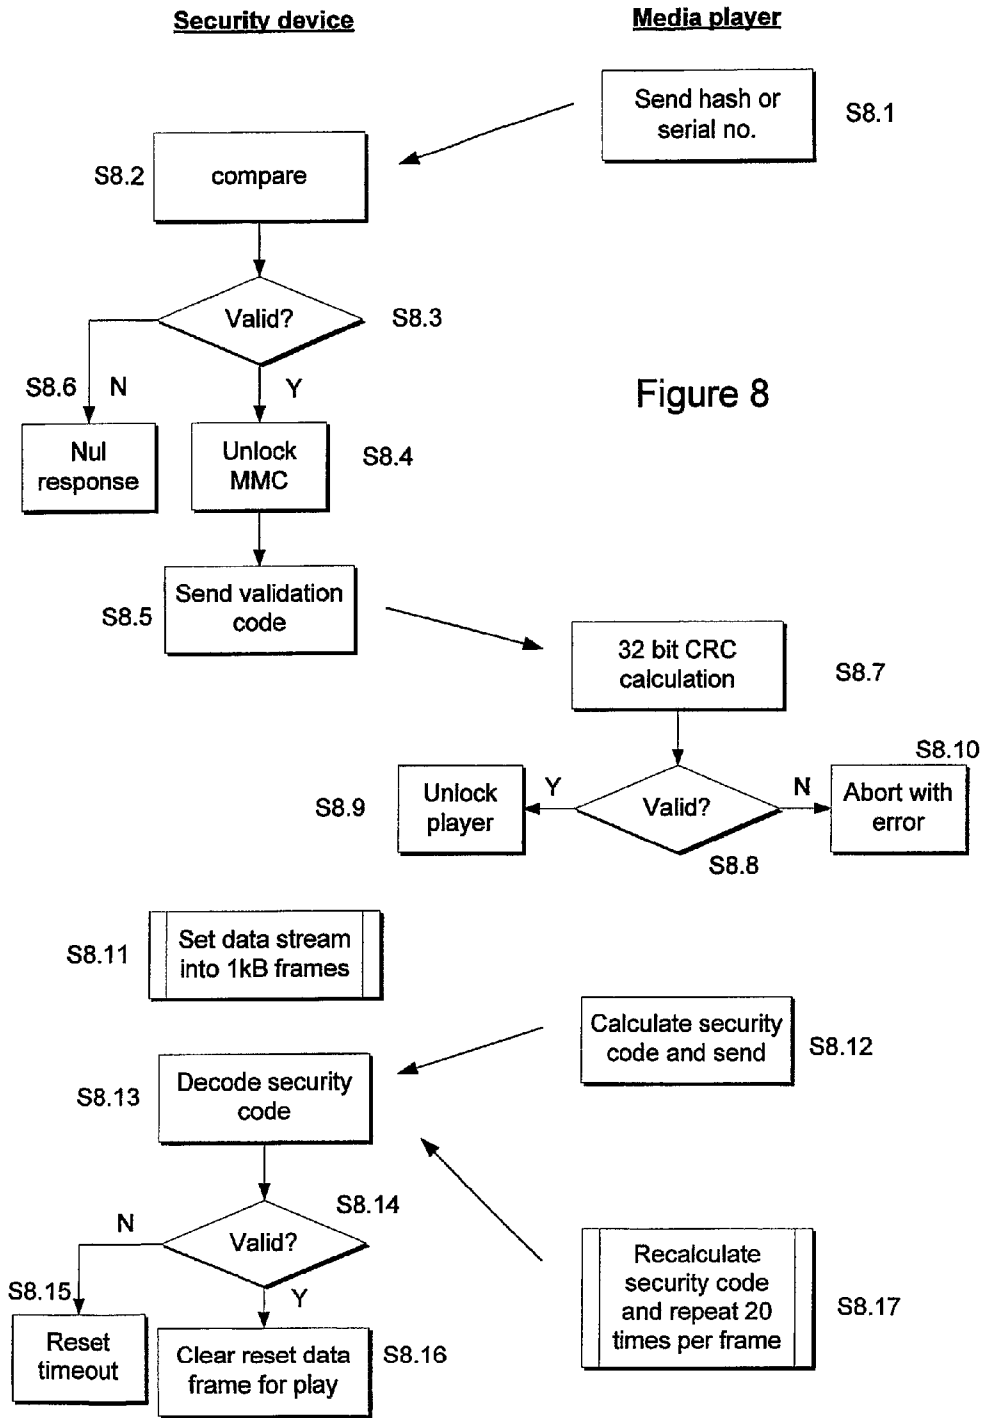 Security device
Media player
Send hash or
serial no.
S8.1
S8.2
compare
Valid?
S8.3
S8.6
N
Y
Figure 8
Nul
response
Unlock
MMC
S8.4
S8.5
Send validation
code
32 bit CRC
calculation
S8.7
S8.10
S8.9
Unlock
player
Y
Valid?
N
Abort with
error
S8.8
S8.11
Set data stream
into 1kB frames
Calculate security
code and send
S8.12
S8.13
Decode security
code
S8.14
N
Valid?
Y
S8.15
Reset
timeout
Clear reset data
frame for play
S8.16
Recalculate
security code
and repeat 20
times per frame
S8.17